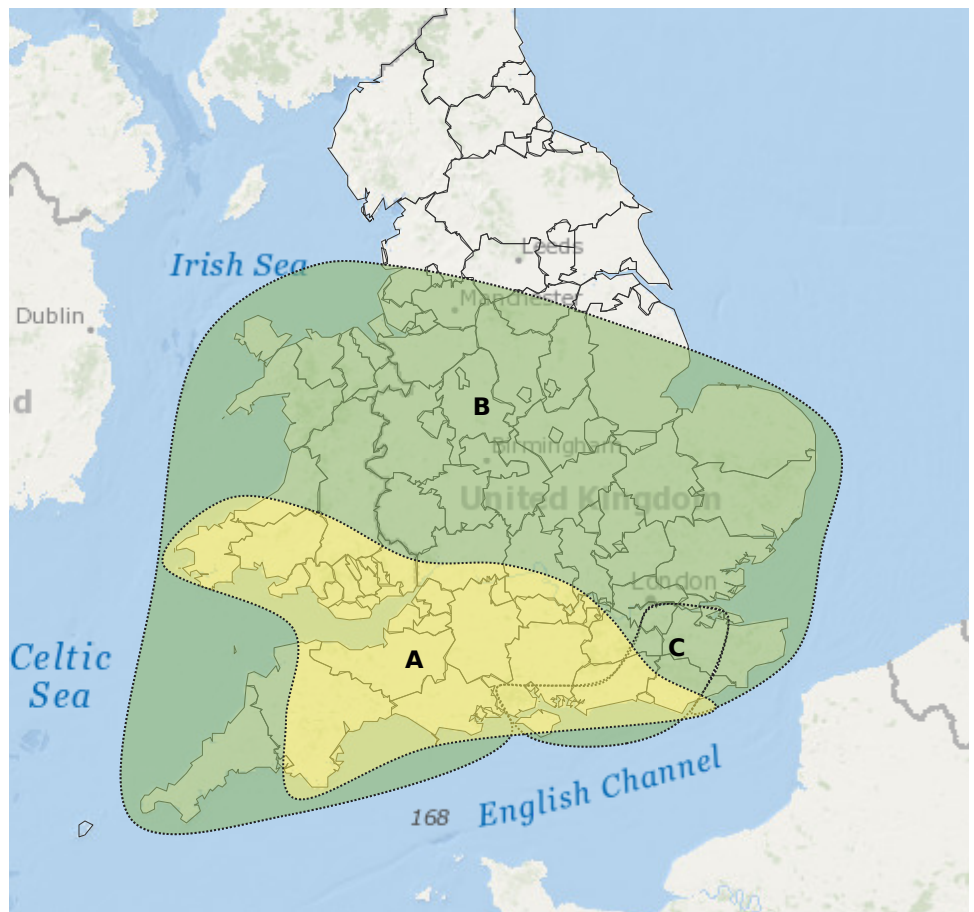 Leeds
Irish Sea
Manchester
Dublin
d
B
Birmingham
United Kingdom
London
C
A
Celtic
Sea
168
English Channel